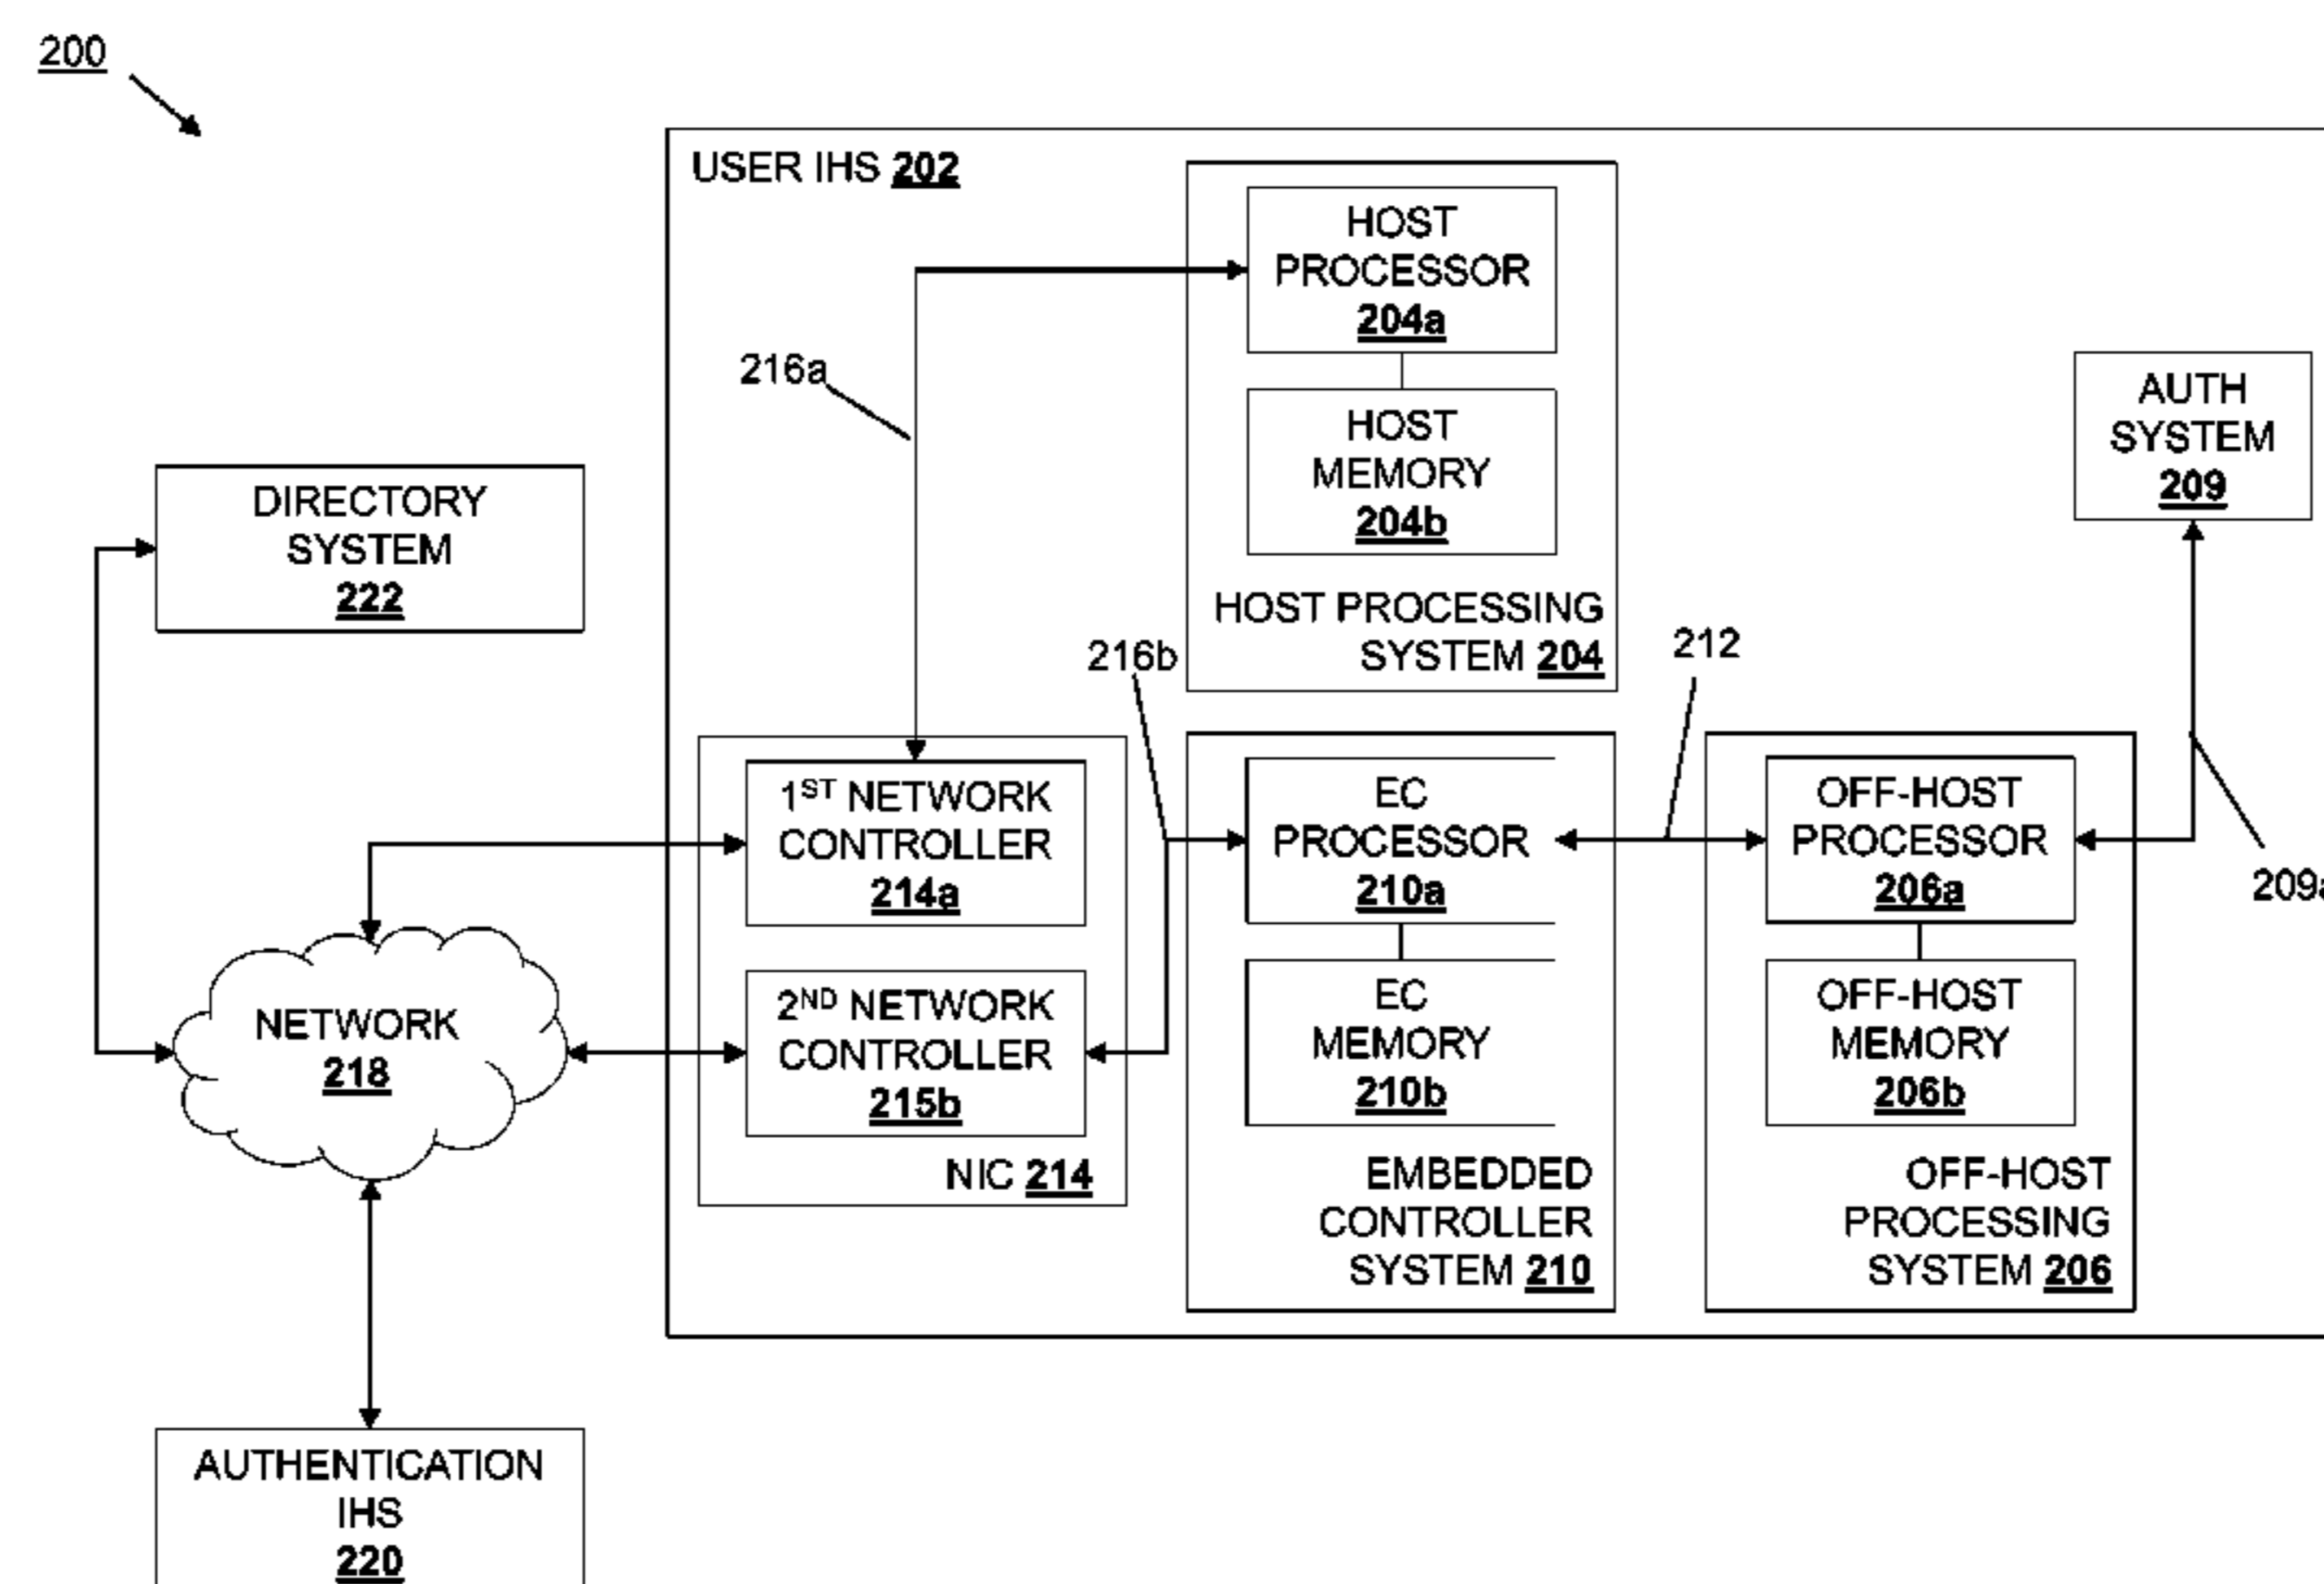 200
USER IHS 202
HOST
PROCESSOR
204a
216a
HOST
MEMORY
204b
AUTH
SYSTEM
209
DIRECTORY
SYSTEM
222
HOST PROCESSING
SYSTEM 204
216b
212
1ST NETWORK
CONTROLLER
214a
EC
PROCESSOR
210a
OFF-HOST
PROCESSOR
206a
209a
NETWORK
218
2ND NETWORK
CONTROLLER
215b
EC
MEMORY
210b
OFF-HOST
MEMORY
206b
NIC 214
EMBEDDED
CONTROLLER
SYSTEM 210
OFF-HOST
PROCESSING
SYSTEM 206
AUTHENTICATION
IHS
220